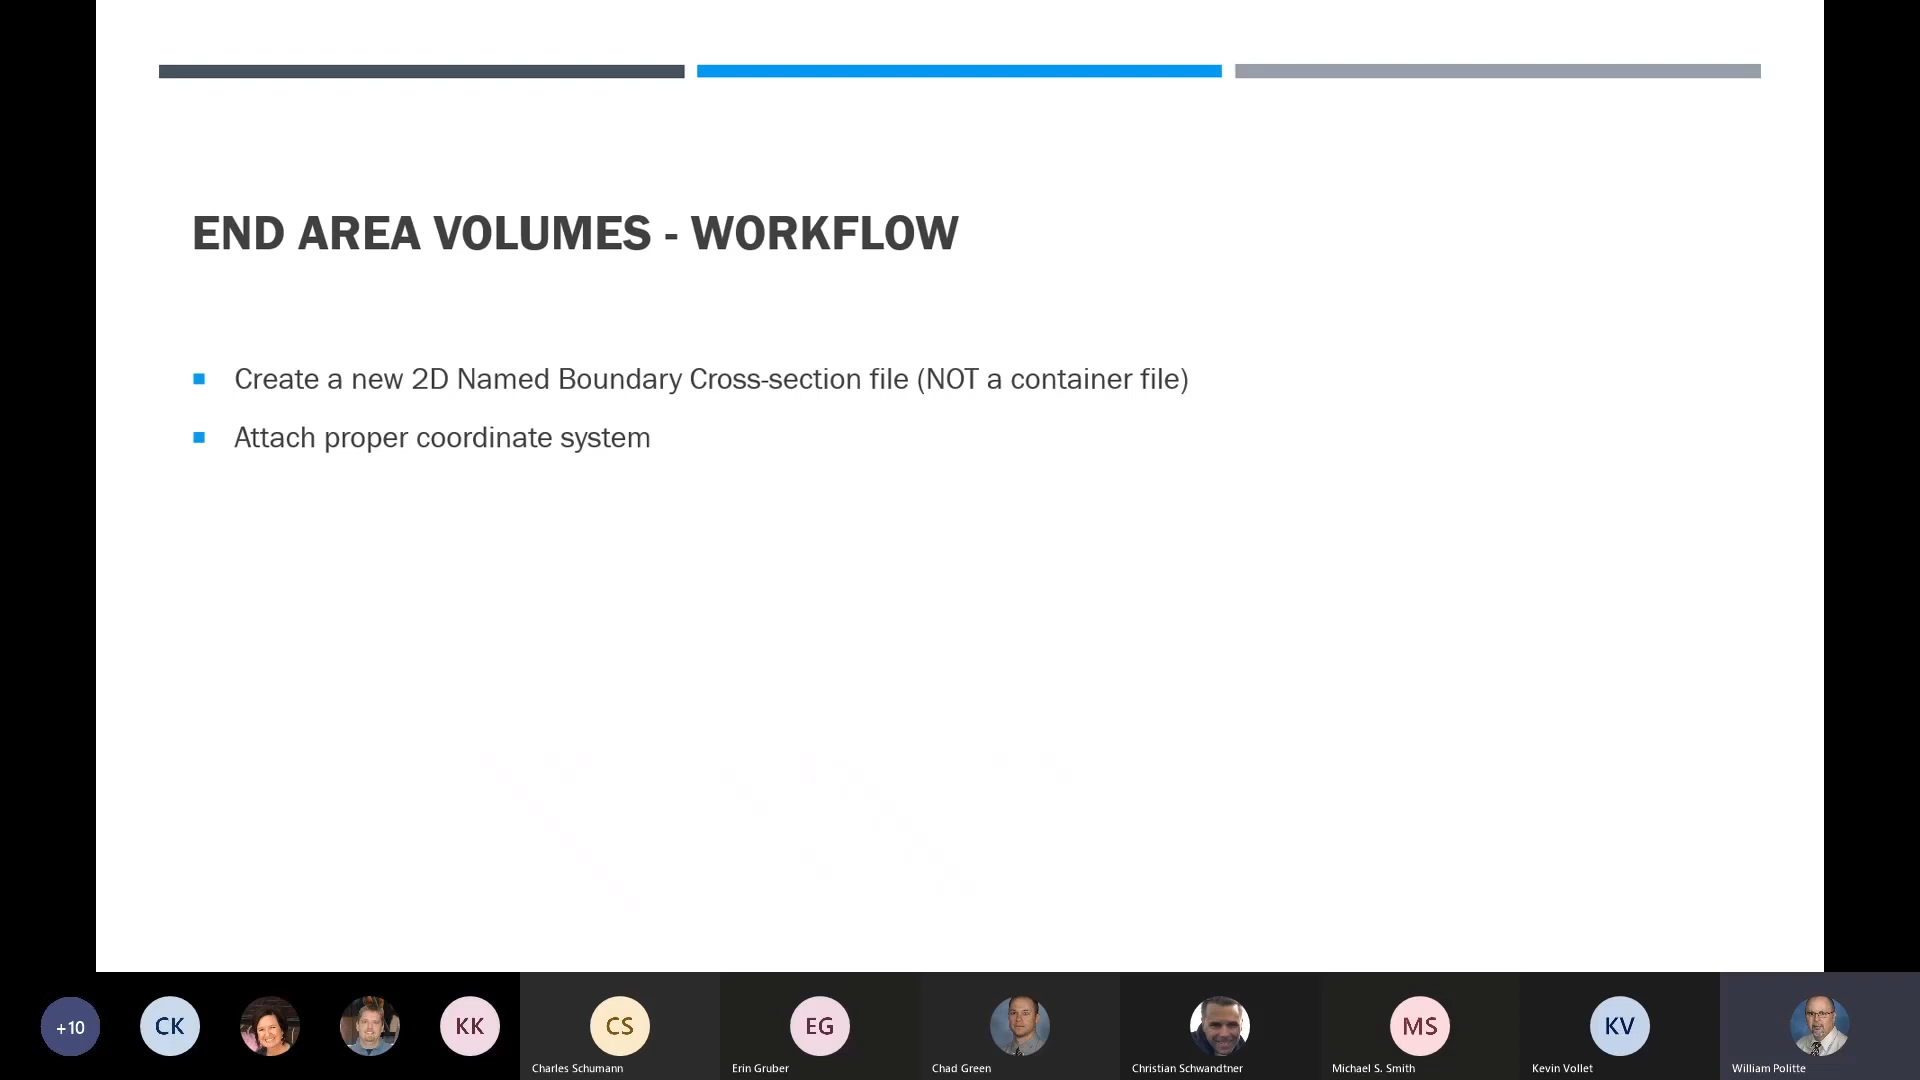 END AREA VOLUMES - WORKFLOW
Create a new 2D Named Boundary Cross-section file (NOT a container file)
Attach proper coordinate system
+10
CK
KK
CS
EG
MS
KV
Charles Schumann
Erin Gruber
Chad Green
Christian Schwandtner
Michael S. Smith
Kevin Vollet
William Politte